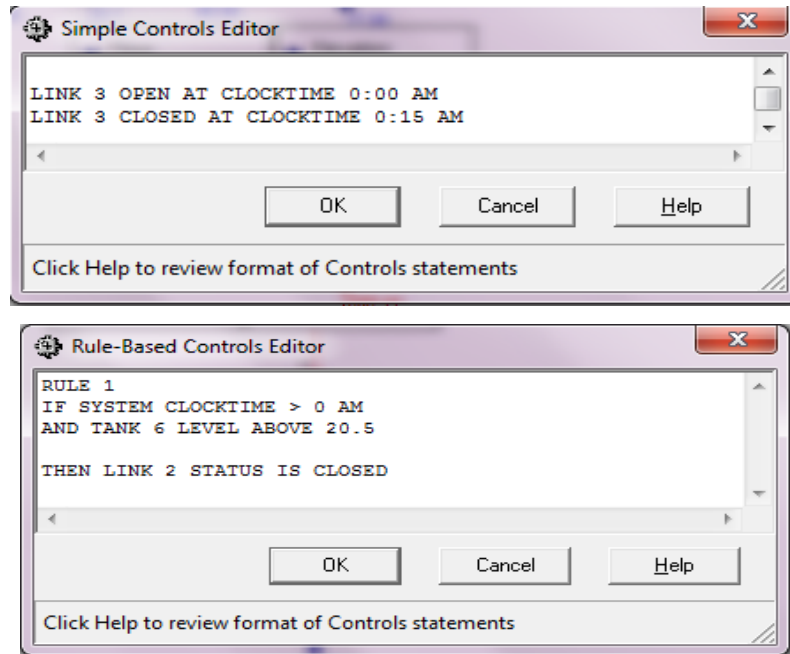 Simple Controls Editor
LINK 3 OPEN AT CLOCKTIME 0:00 AM
LINK 3 CLOSED AT CLOCKTIME 0:15 AM
OK Cancel Help
Click Help to review format of Controls statements
Rule-Based Controls Editor
RULE 1
IF SYSTEM CLOCKTIME > 0 AM
AND TANK 6 LEVEL ABOVE 20.5
THEN LINK 2 STATUS IS CLOSED
OK Cancel Help
Click Help to review format of Controls statements